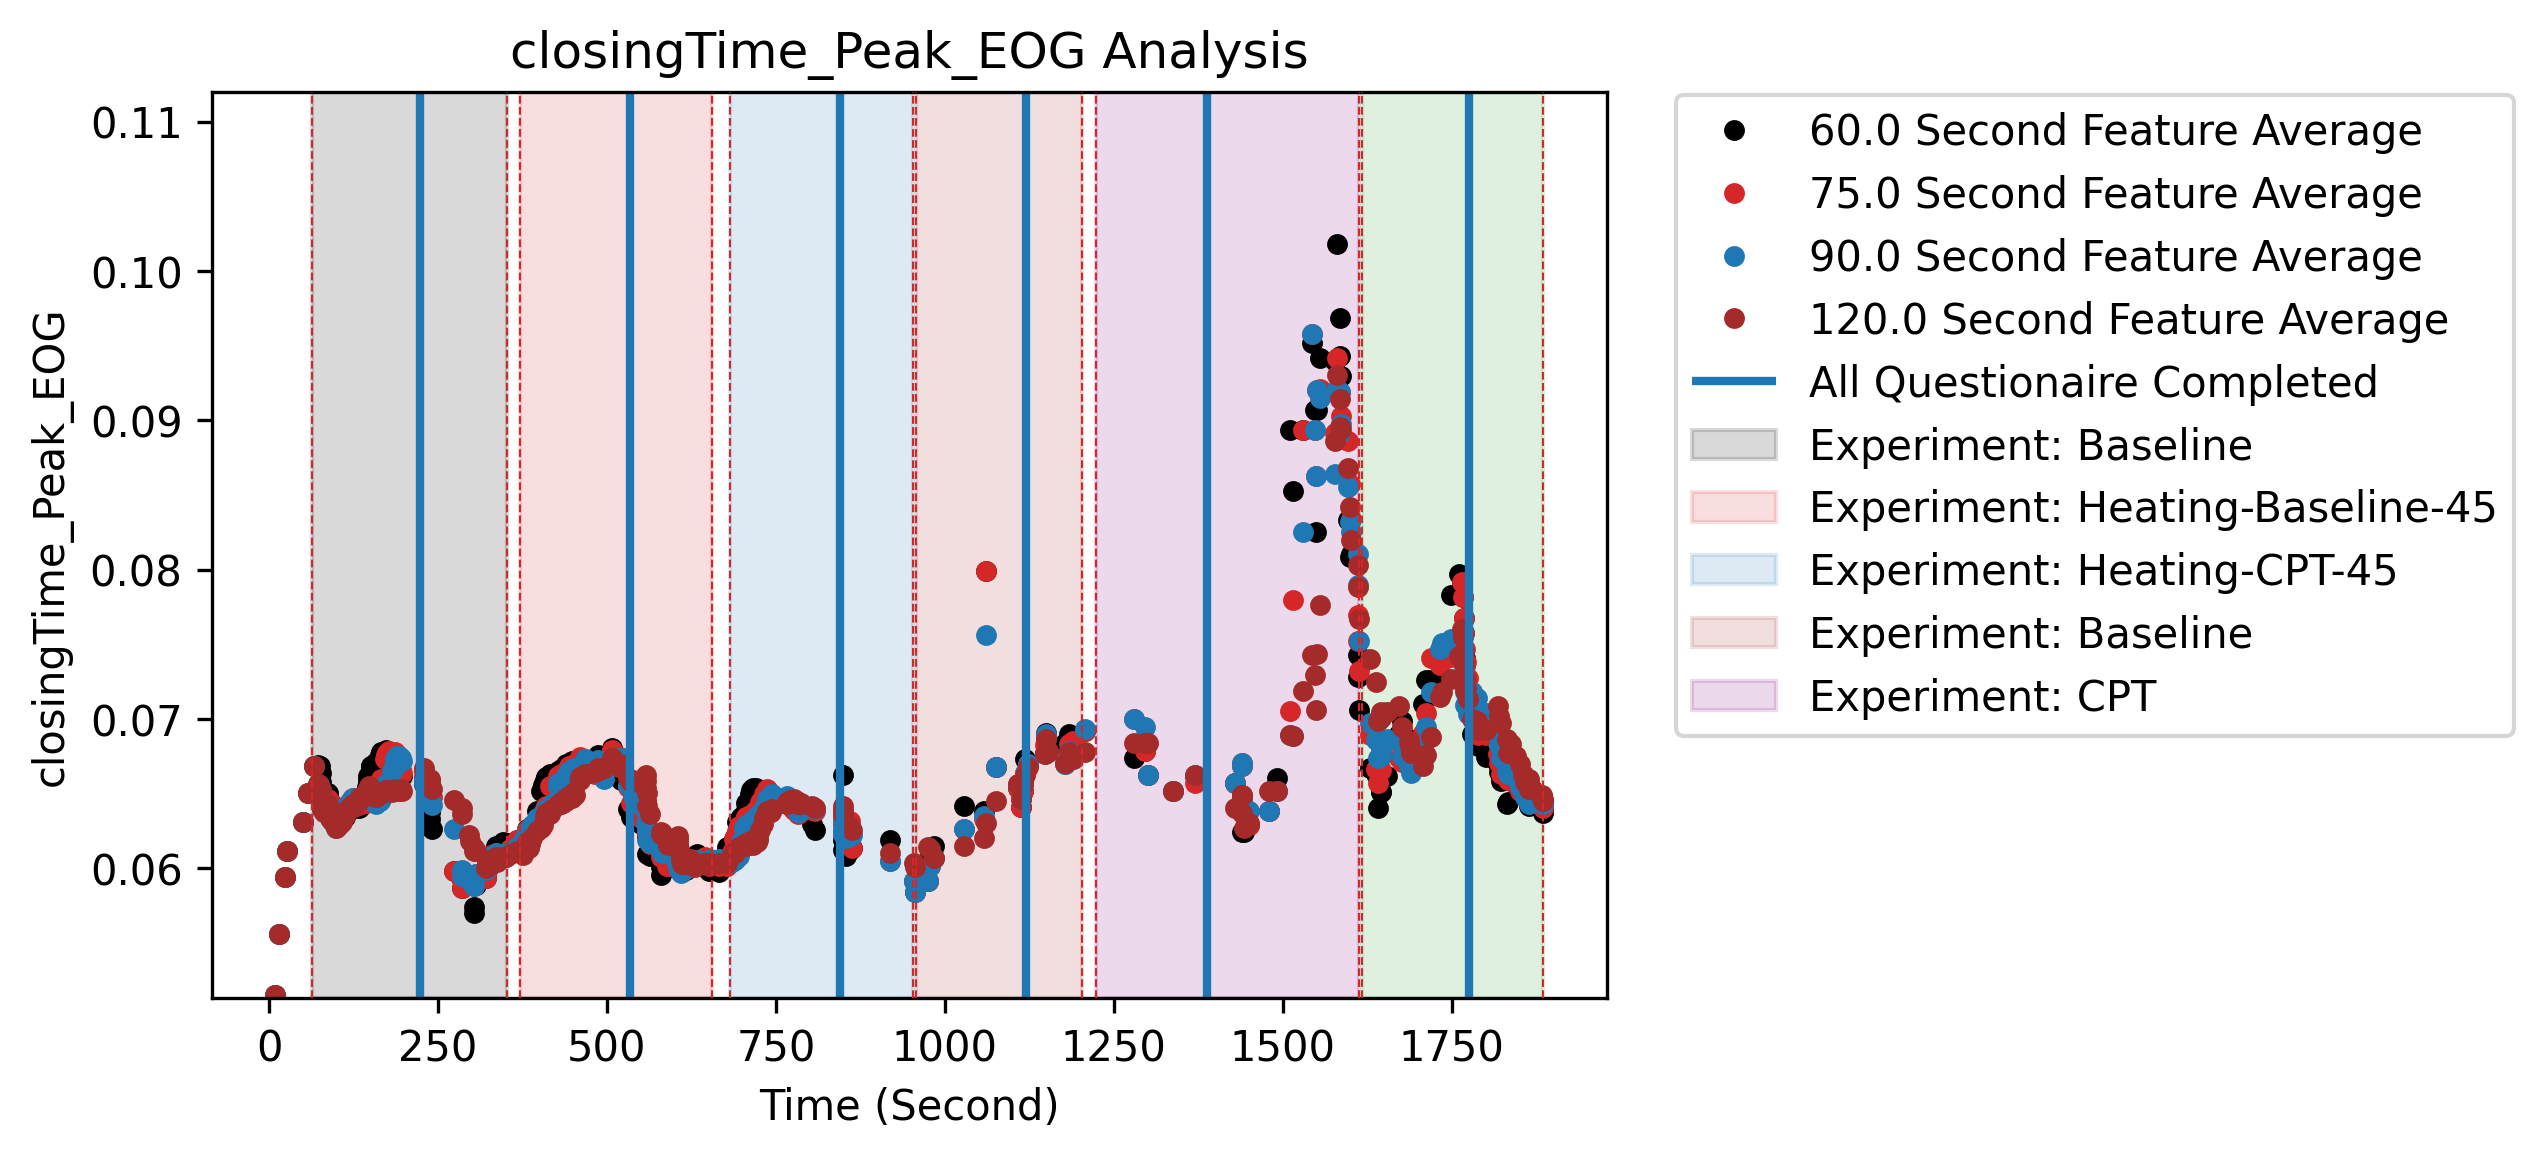 closingTime_Peak_EOG Analysis
0.11
0.10
0.09
0.08
0.07
0.06
closingTime_Peak_EOG
0 250 500 750 1000 1250 1500 1750
Time (Second)
60.0 Second Feature Average
75.0 Second Feature Average
90.0 Second Feature Average
120.0 Second Feature Average
All Questionaire Completed
Experiment: Baseline
Experiment: Heating-Baseline-45
Experiment: Heating-CPT-45
Experiment: Baseline
Experiment: CPT